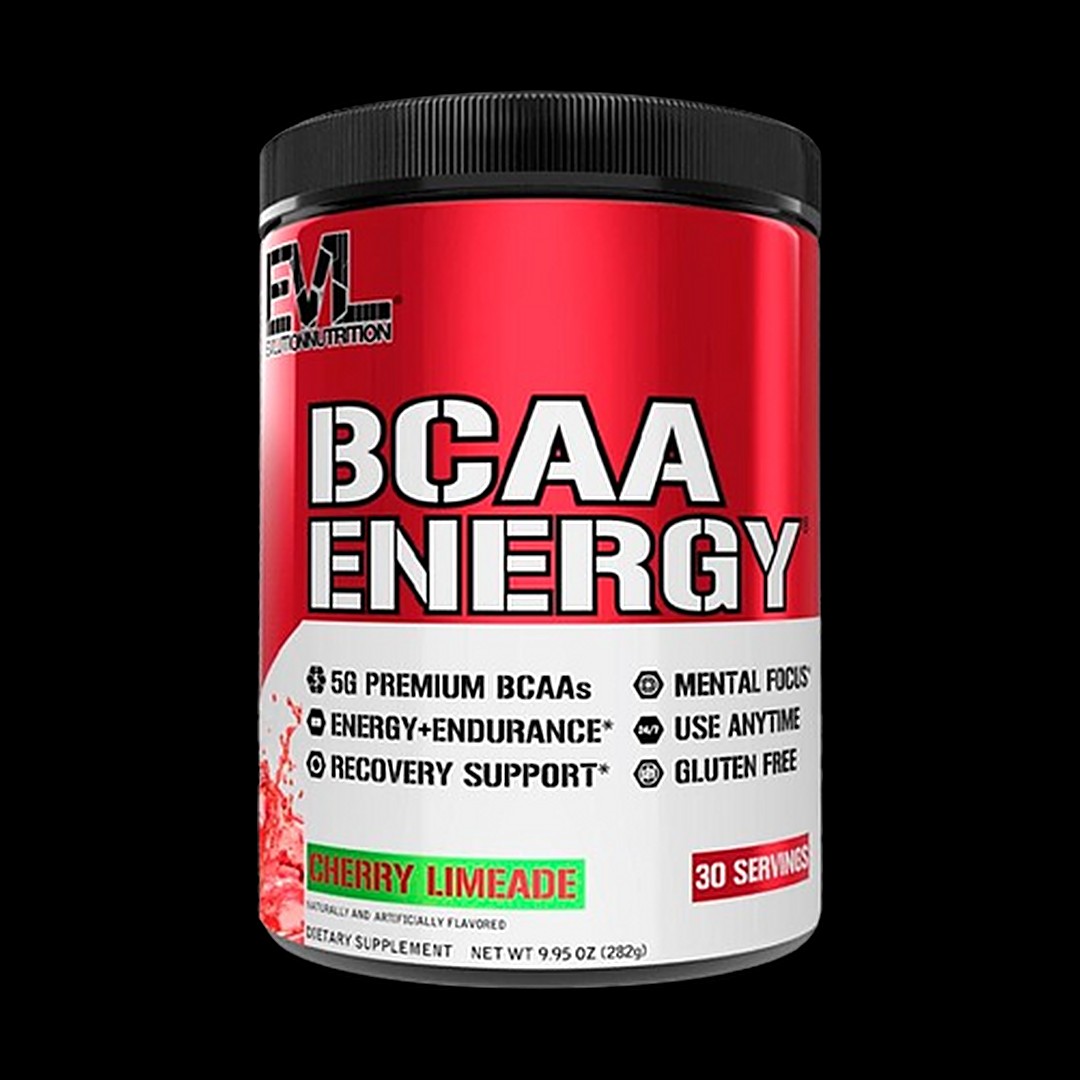 EVL
EVLUTIONNUTRITION
BCAA
ENERGY
5G PREMIUM BCAAs
ENERGY+ENDURANCE*
RECOVERY SUPPORT*
MENTAL FOCUS*
24/7 USE ANYTIME
GLUTEN FREE
CHERRY LIMEADE
30 SERVINGS
NATURALLY AND ARTIFICIALLY FLAVORED
DIETARY SUPPLEMENT NET WT 9.95 OZ (282g)